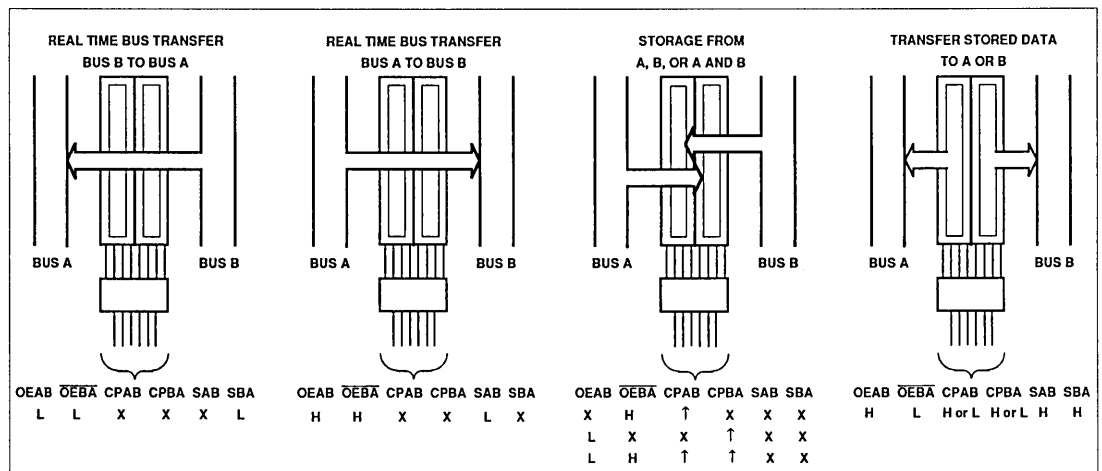 REAL TIME BUS TRANSFER
BUS B TO BUS A
BUS A
BUS B
OEAB OEBA CPAB CPBA SAB SBA
L L X X X L
REAL TIME BUS TRANSFER
BUS A TO BUS B
BUS A
BUS B
OEAB OEBA CPAB CPBA SAB SBA
H H X X L X
STORAGE FROM
A, B, OR A AND B
OEAB OEBA CPAB CPBA SAB SBA
X H ↑ X X X
L X X ↑ X X
L H ↑ ↑ X X
TRANSFER STORED DATA
TO A OR B
BUS A
BUS B
OEAB OEBA CPAB CPBA SAB SBA
H L H or L H or L H H